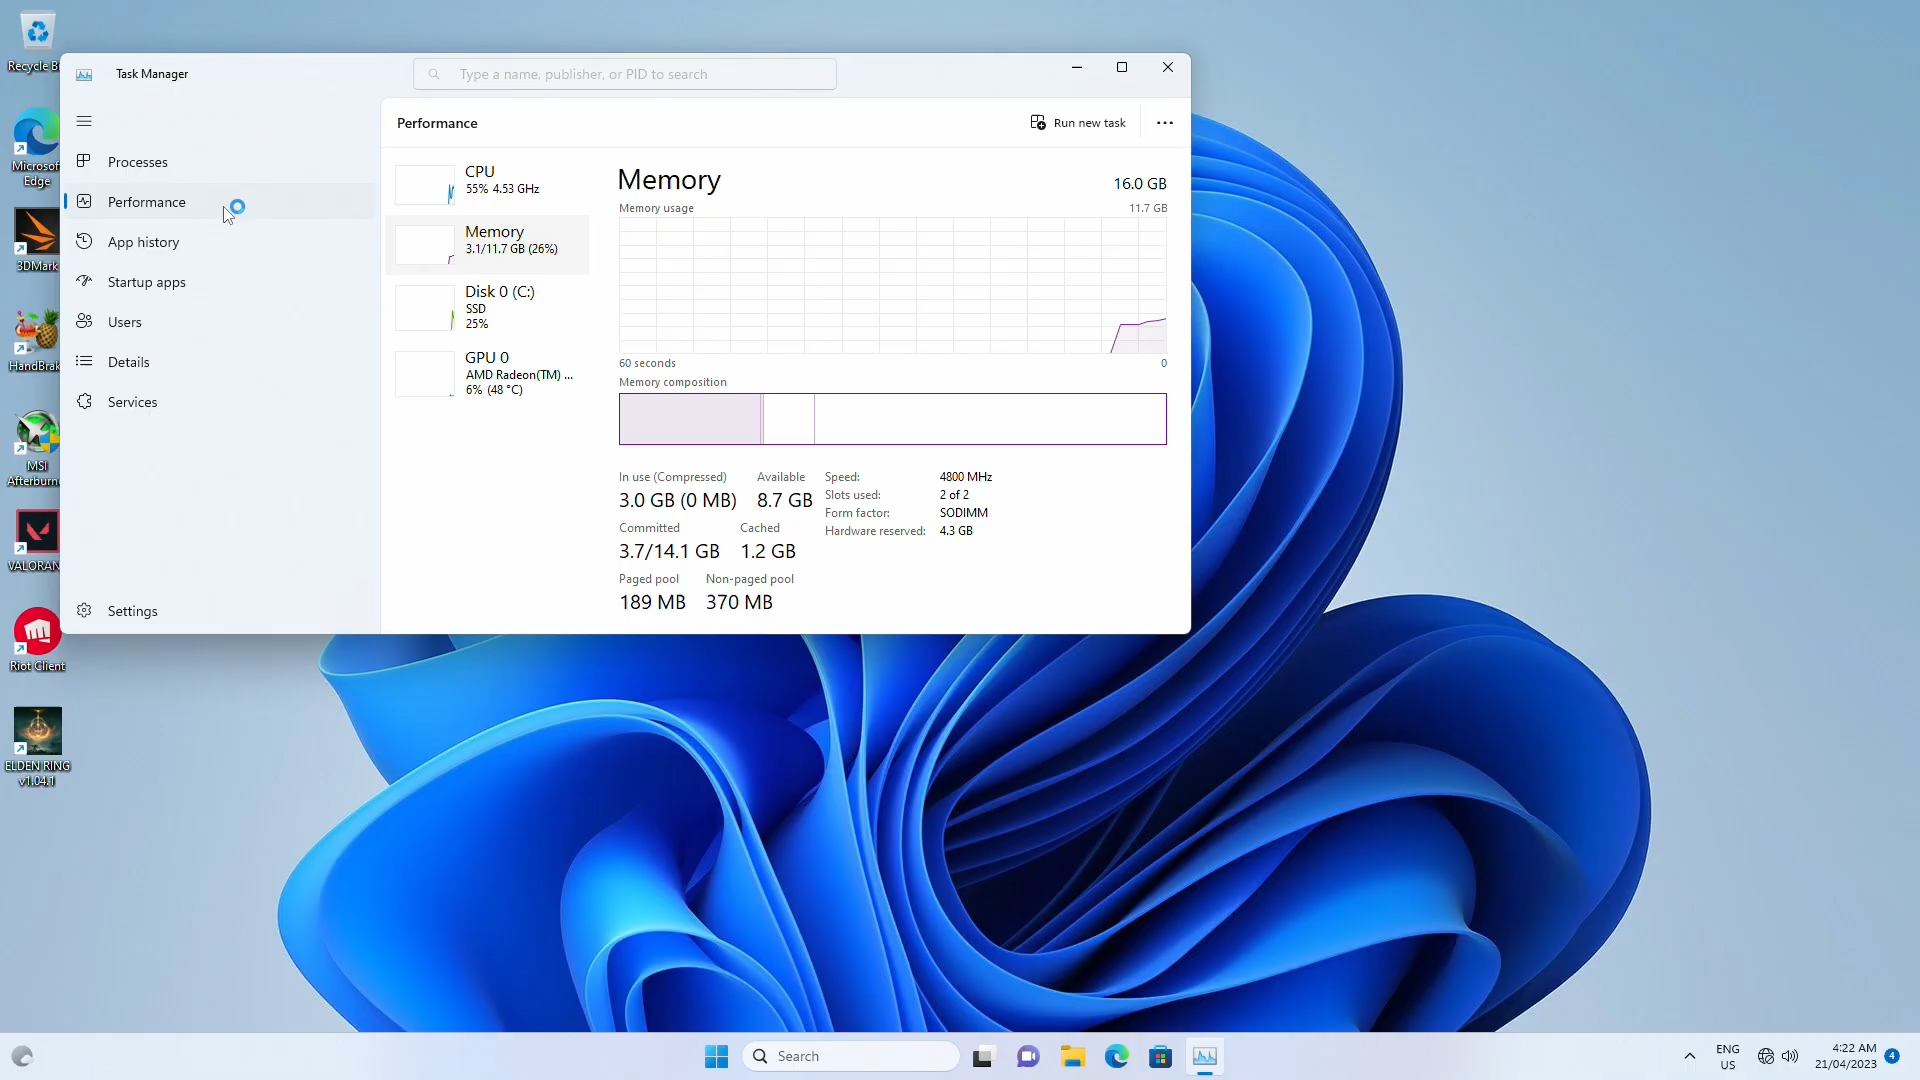 Recycle Bi
Microsof
Edge
3DMark
HandBrak
MSI
Afterburn
VALORAN
Riot Client
ELDEN RING
v1.04.1
Task Manager
Type a name, publisher, or PID to search
Processes
Performance
App history
Startup apps
Users
Details
Services
Settings
Performance
Run new task
CPU
55% 4.53 GHz
Memory
3.1/11.7 GB (26%)
Disk 0 (C:)
SSD
25%
GPU 0
AMD Radeon(TM) ...
6% (48 °C)
Memory
16.0 GB
Memory usage
11.7 GB
60 seconds
0
Memory composition
In use (Compressed)
3.0 GB (0 MB)
Available
8.7 GB
Committed
3.7/14.1 GB
Cached
1.2 GB
Paged pool
189 MB
Non-paged pool
370 MB
Speed: 4800 MHz
Slots used: 2 of 2
Form factor: SODIMM
Hardware reserved: 4.3 GB
Search
ENG
US
4:22 AM
21/04/2023
4